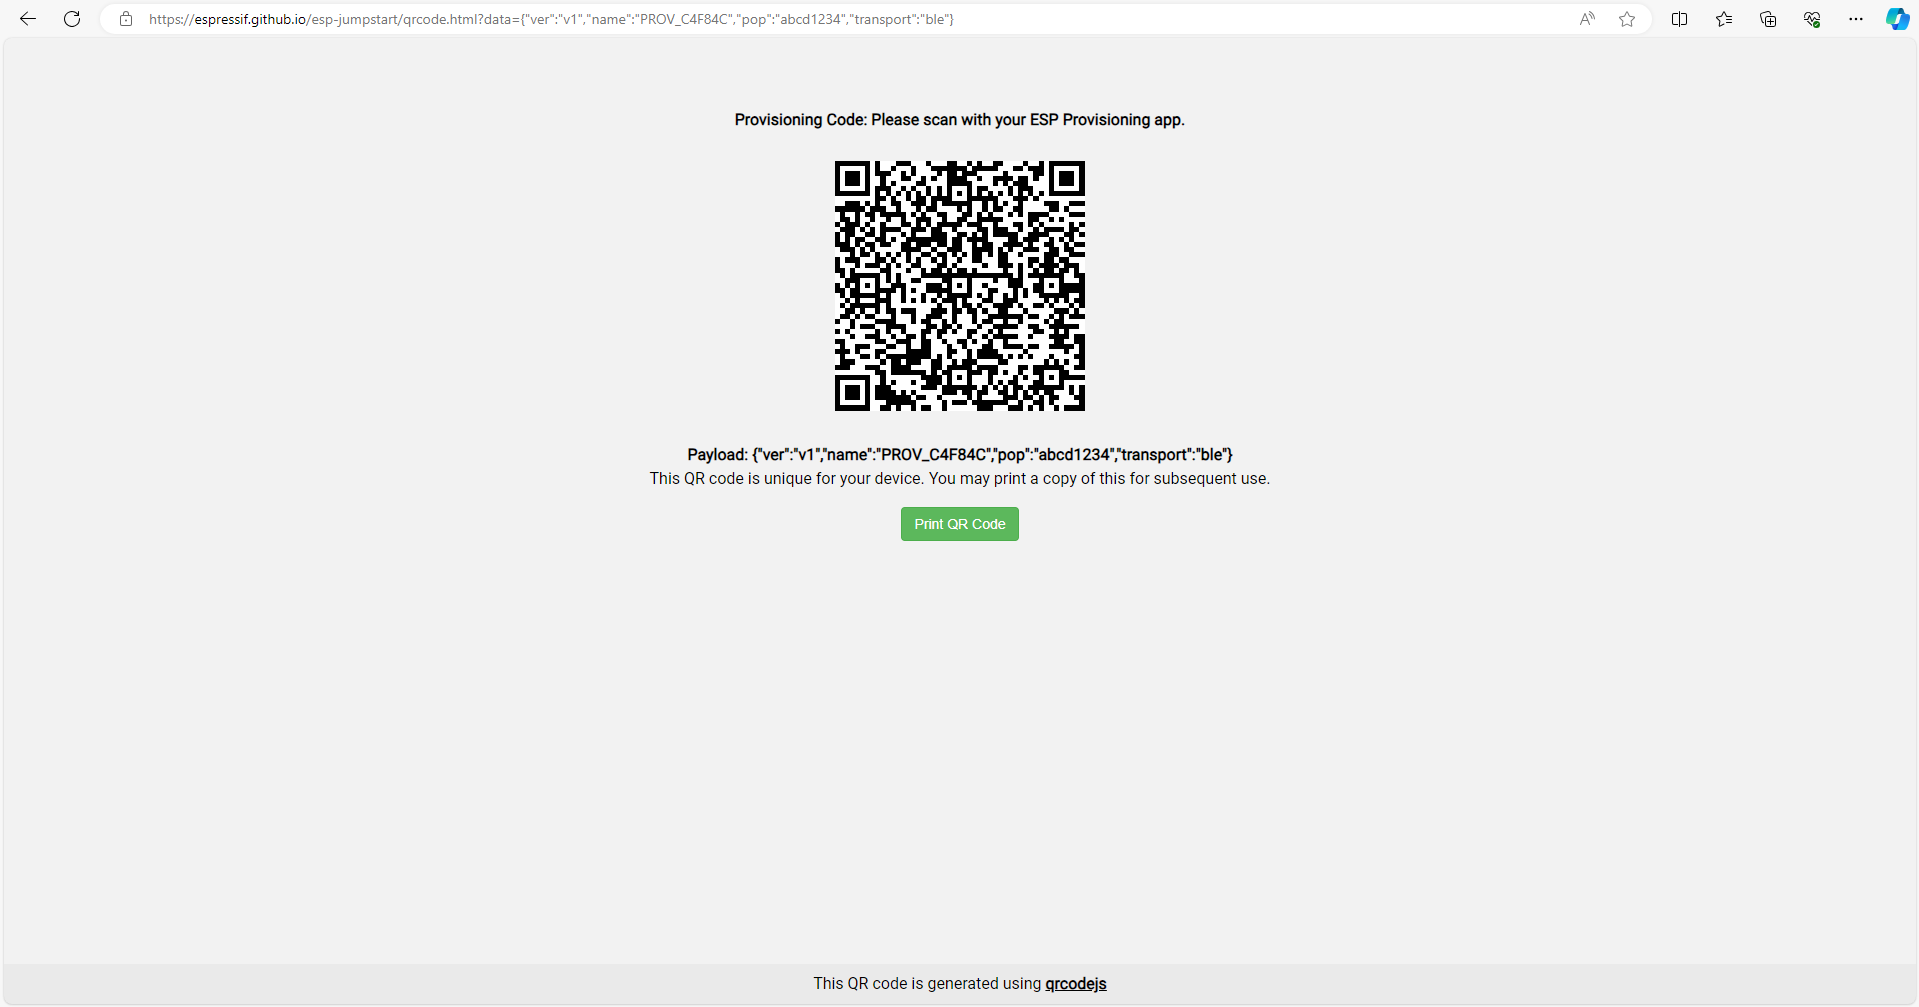 https://espressif.github.io/esp-jumpstart/qrcode.html?data={"ver":"v1","name":"PROV_C4F84C","pop":"abcd1234","transport":"ble"}
Provisioning Code: Please scan with your ESP Provisioning app.
Payload: {"ver":"v1","name":"PROV_C4F84C","pop":"abcd1234","transport":"ble"}
This QR code is unique for your device. You may print a copy of this for subsequent use.
Print QR Code
This QR code is generated using qrcodejs